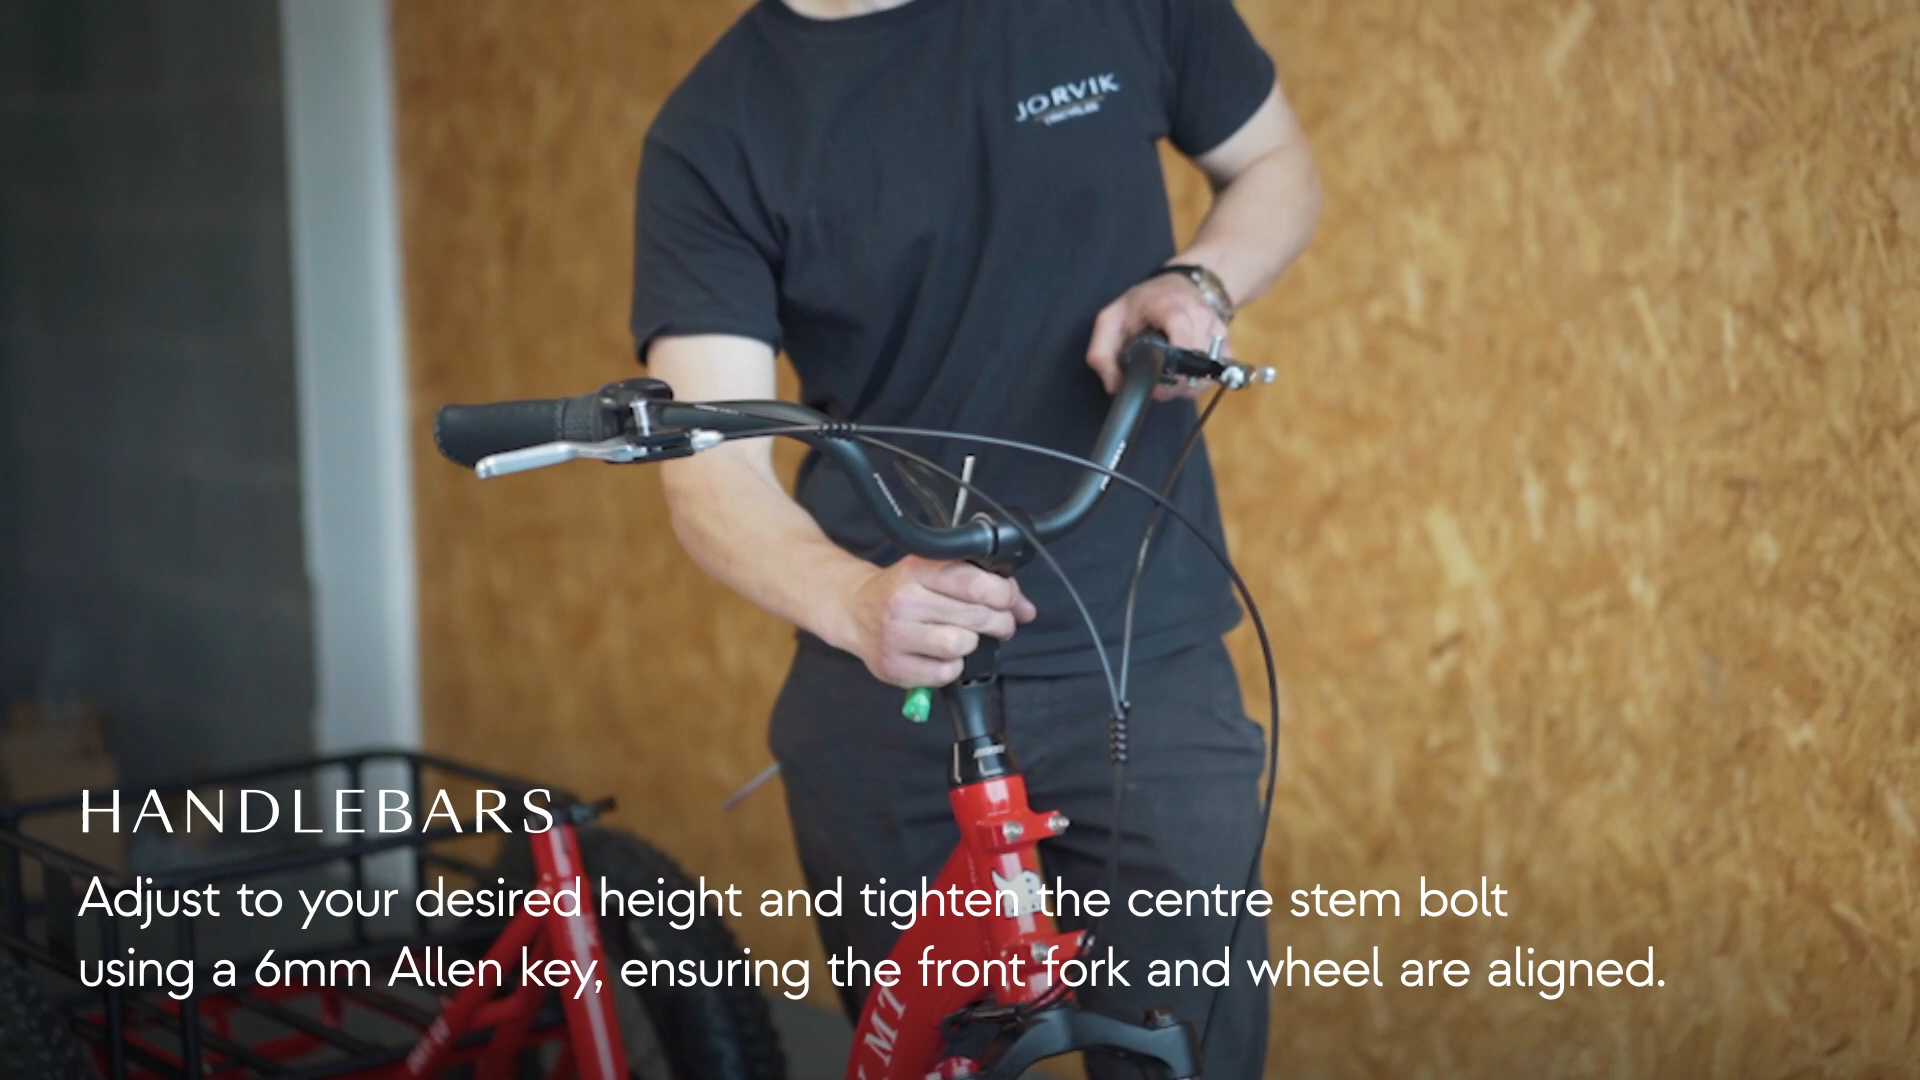 JORVIK
HANDLEBARS
Adjust to your desired height and tighten the centre stem bolt
using a 6mm Allen key, ensuring the front fork and wheel are aligned.